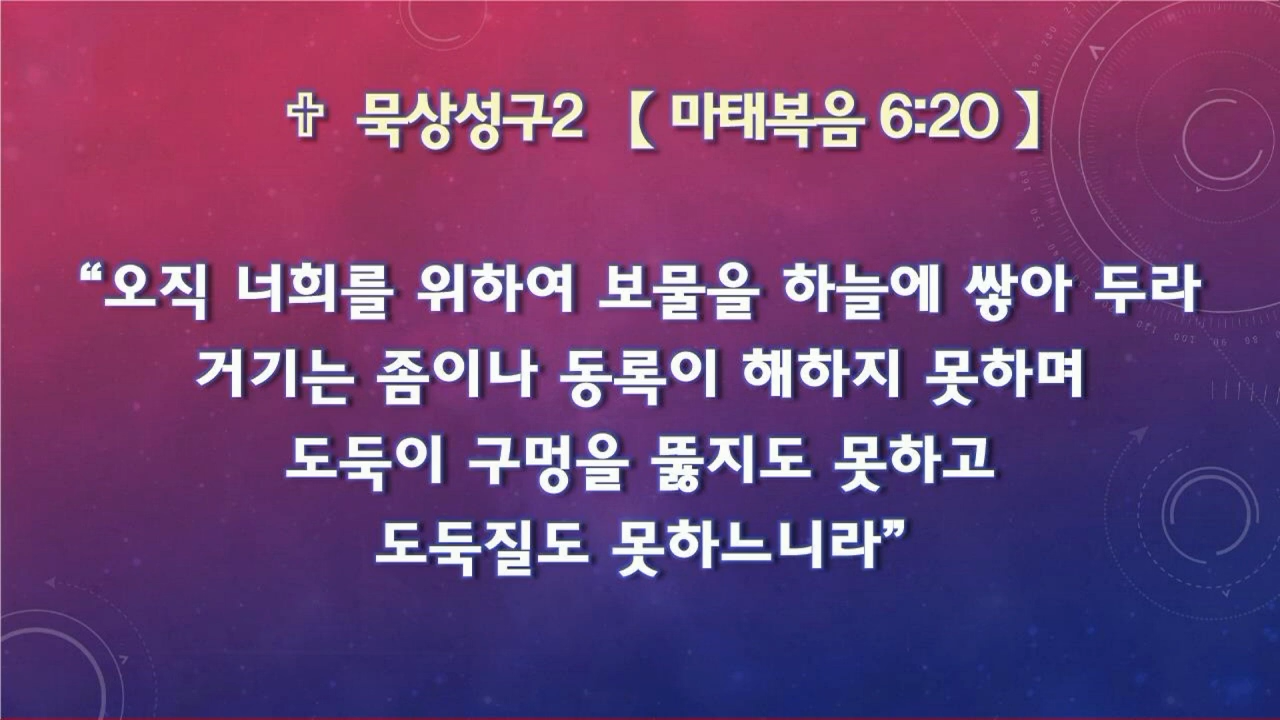 ✞ 묵상성구2 【 마태복음 6:20 】
“오직 너희를 위하여 보물을 하늘에 쌓아 두라
거기는 좀이나 동록이 해하지 못하며
도둑이 구멍을 뚫지도 못하고
도둑질도 못하느니라”